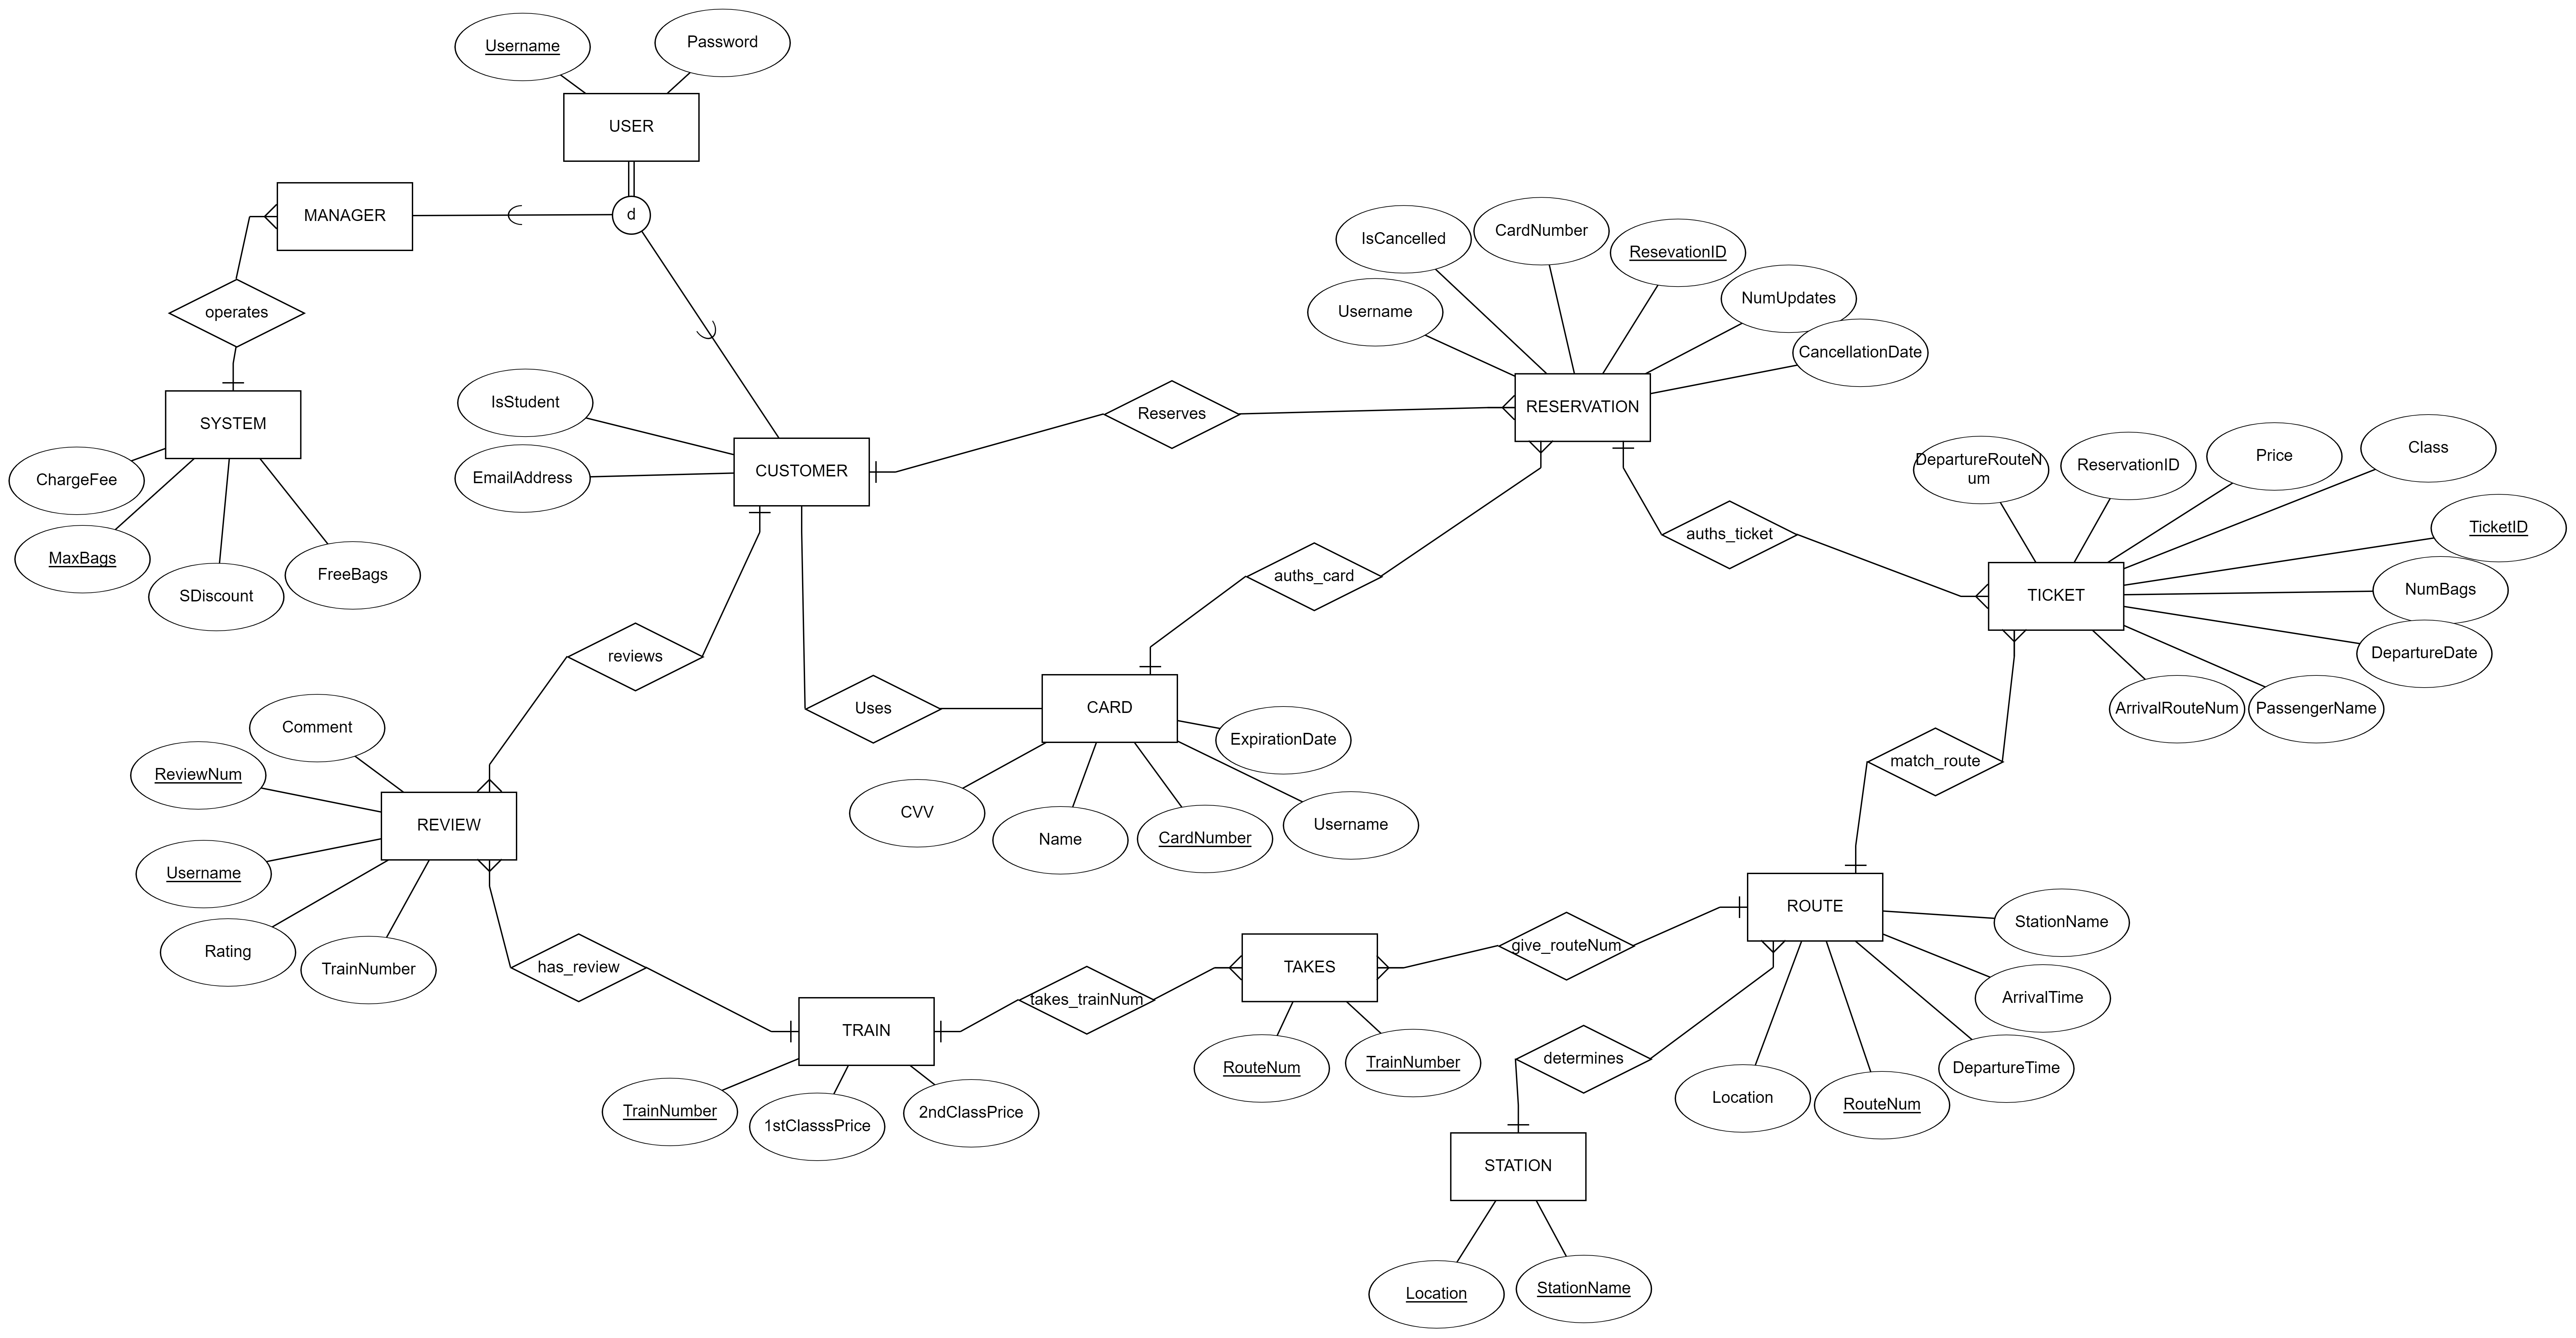 Username
Password
USER
MANAGER
d
operates
SYSTEM
ChargeFee
MaxBags
SDiscount
FreeBags
IsStudent
EmailAddress
CUSTOMER
Reserves
IsCancelled
CardNumber
ResevationID
Username
NumUpdates
CancellationDate
RESERVATION
auths_ticket
auths_card
DepartureRouteN
um
ReservationID
Price
Class
TicketID
NumBags
DepartureDate
TICKET
ArrivalRouteNum
PassengerName
match_route
reviews
Uses
CARD
ExpirationDate
CVV
Name
CardNumber
Username
Comment
ReviewNum
REVIEW
Username
Rating
TrainNumber
has_review
TRAIN
TrainNumber
1stClasssPrice
2ndClassPrice
takes_trainNum
TAKES
RouteNum
TrainNumber
give_routeNum
ROUTE
StationName
ArrivalTime
DepartureTime
RouteNum
Location
determines
STATION
Location
StationName